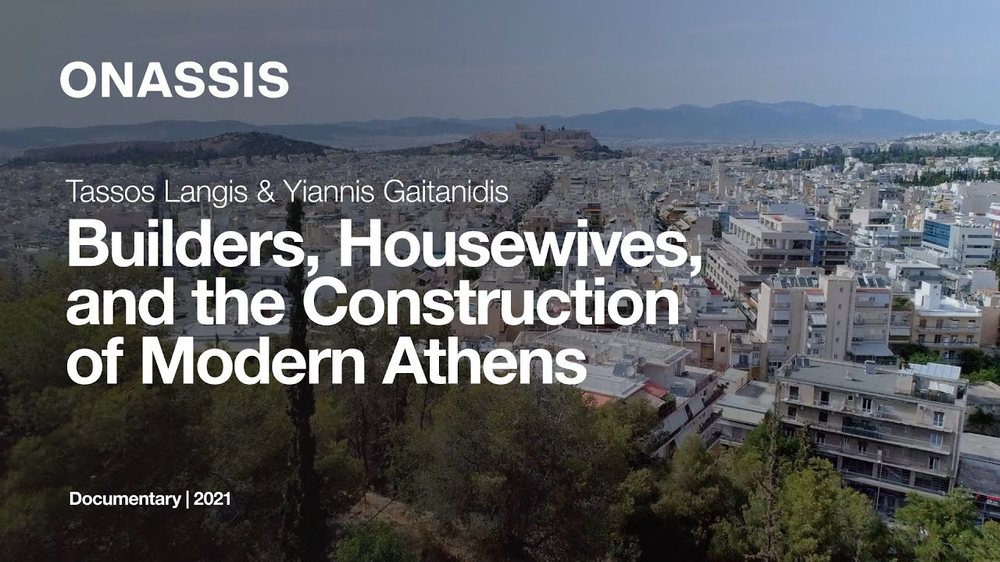 ONASSIS
Tassos Langis & Yiannis Gaitanidis
Builders, Housewives,
and the Construction
of Modern Athens
Documentary | 2021